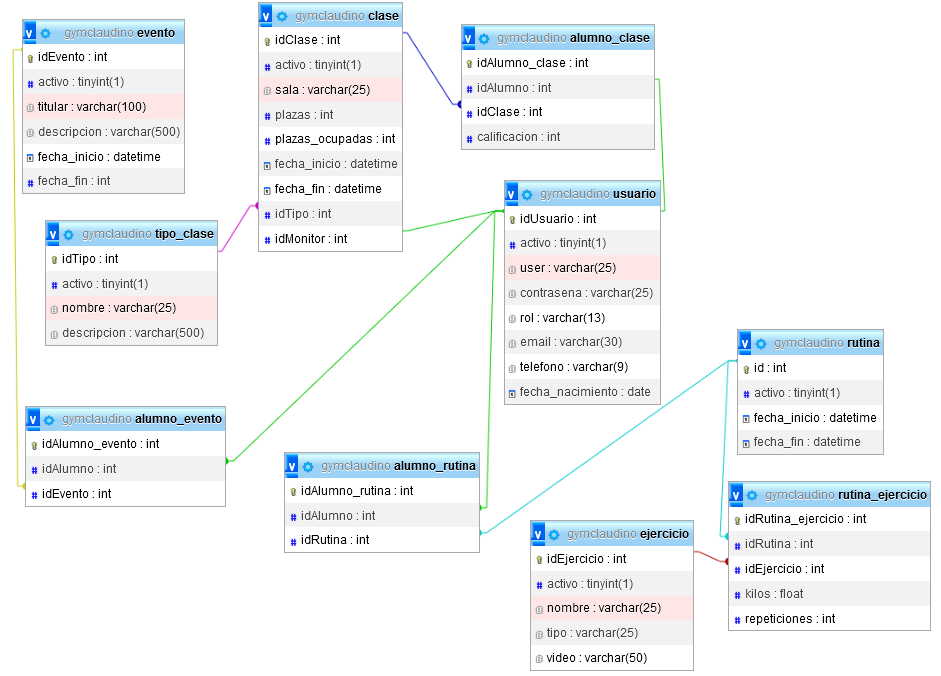 gymclaudino evento
idEvento : int
activo : tinyint(1)
titular : varchar(100)
descripcion : varchar(500)
fecha_inicio : datetime
fecha_fin : int
gymclaudino clase
idClase : int
activo : tinyint(1)
sala : varchar(25)
plazas : int
plazas_ocupadas : int
fecha_inicio : datetime
fecha_fin : datetime
idTipo : int
idMonitor : int
gymclaudino alumno_clase
idAlumno_clase : int
idAlumno : int
idClase : int
calificacion : int
gymclaudino tipo_clase
idTipo : int
activo : tinyint(1)
nombre : varchar(25)
descripcion : varchar(500)
gymclaudino usuario
idUsuario : int
activo : tinyint(1)
user : varchar(25)
contrasena : varchar(25)
rol : varchar(13)
email : varchar(30)
telefono : varchar(9)
fecha_nacimiento : date
gymclaudino rutina
id : int
activo : tinyint(1)
fecha_inicio : datetime
fecha_fin : datetime
gymclaudino alumno_evento
idAlumno_evento : int
idAlumno : int
idEvento : int
gymclaudino alumno_rutina
idAlumno_rutina : int
idAlumno : int
idRutina : int
gymclaudino ejercicio
idEjercicio : int
activo : tinyint(1)
nombre : varchar(25)
tipo : varchar(25)
video : varchar(50)
gymclaudino rutina_ejercicio
idRutina_ejercicio : int
idRutina : int
idEjercicio : int
kilos : float
repeticiones : int